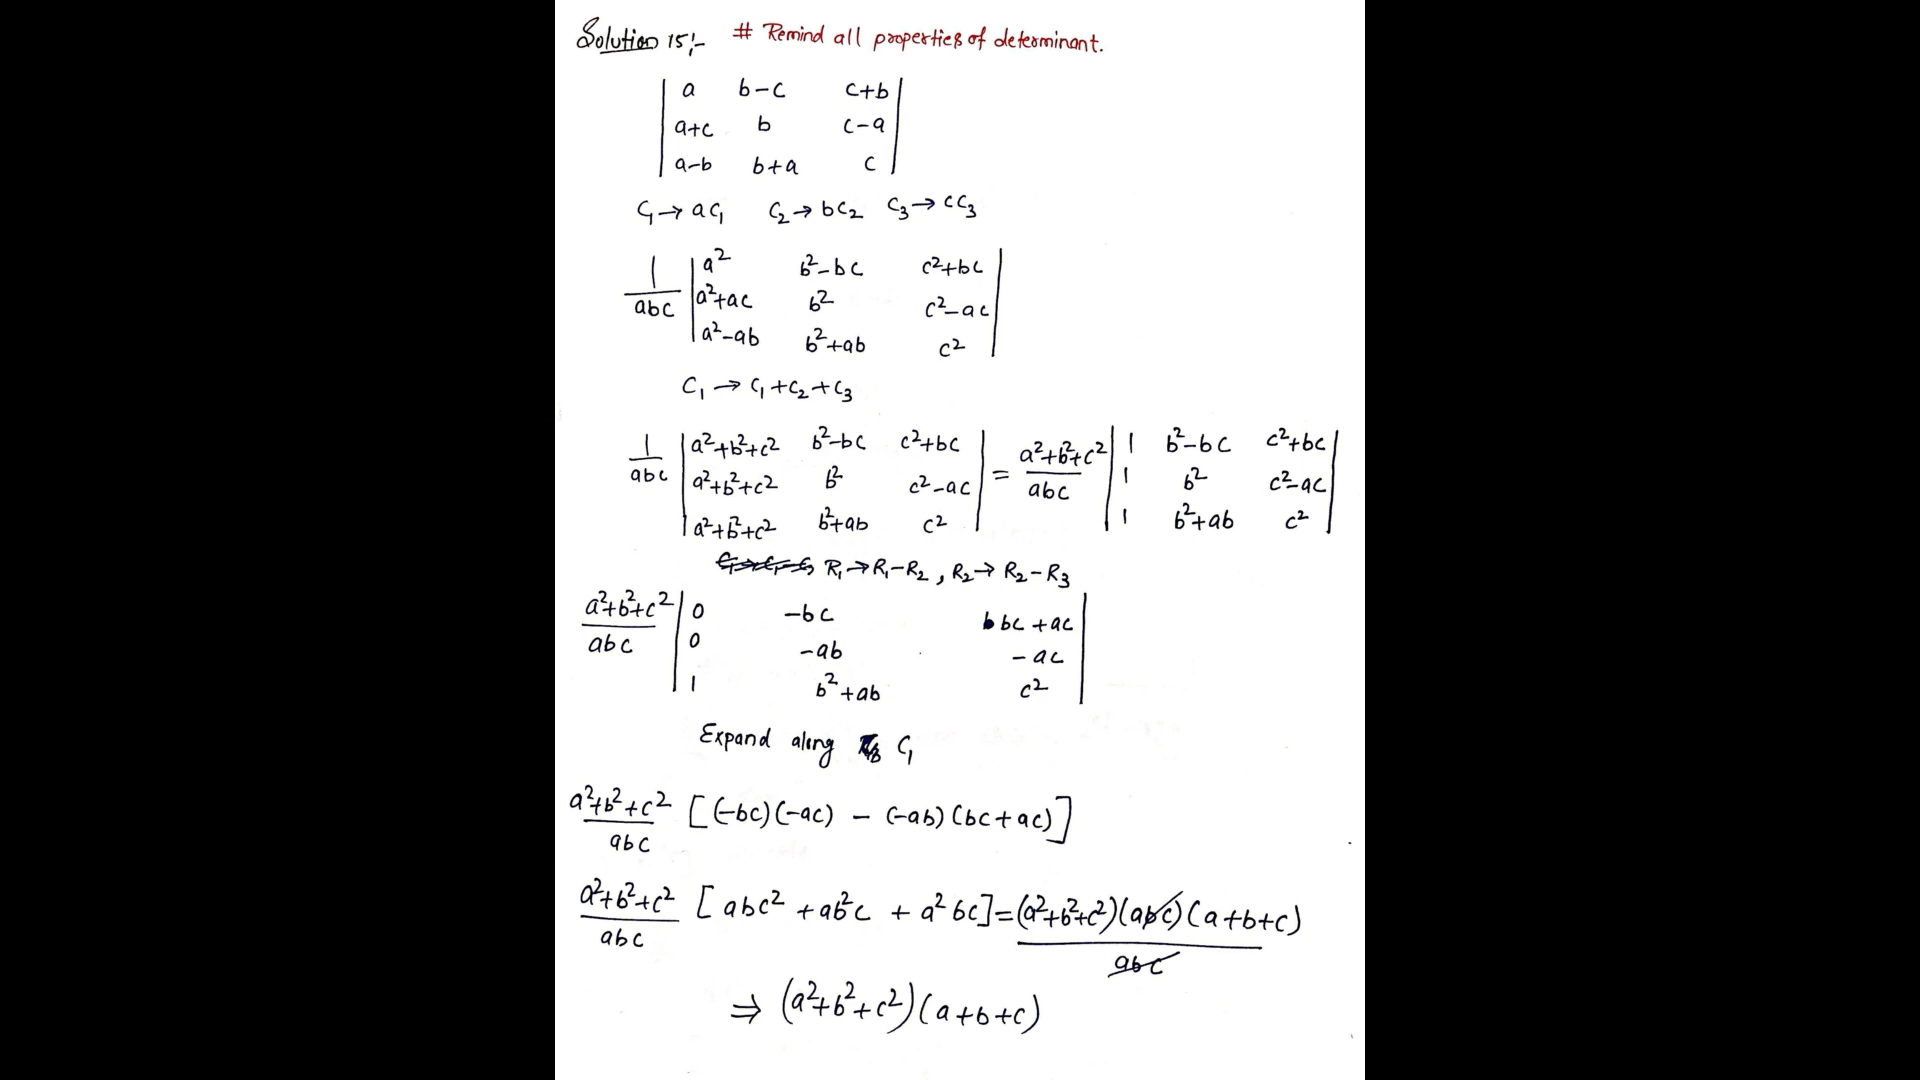 Solution 15:- # Remind all properties of determinant.
| a b-c c+b |
| a+c b c-a |
| a-b b+a c |
C₁→aC₁ C₂→bC₂ C₃→cC₃
1/abc | a² b²-bc c²+bc |
| a²+ac b² c²-ac |
| a²-ab b²+ab c² |
C₁→C₁+C₂+C₃
1/abc | a²+b²+c² b²-bc c²+bc | = a²+b²+c²/abc | 1 b²-bc c²+bc |
| a²+b²+c² b² c²-ac | | 1 b² c²-ac |
| a²+b²+c² b²+ab c² | | 1 b²+ab c² |
R₁→R₁-R₂, R₂→R₂-R₃
a²+b²+c²/abc | 0 -bc bc+ac |
| 0 -ab -ac |
| 1 b²+ab c² |
Expand along C₁
a²+b²+c²/abc [(-bc)(-ac) - (-ab)(bc+ac)]
a²+b²+c²/abc [abc² + ab²c + a²bc] = (a²+b²+c²)(abc)(a+b+c)/abc
⇒ (a²+b²+c²)(a+b+c)